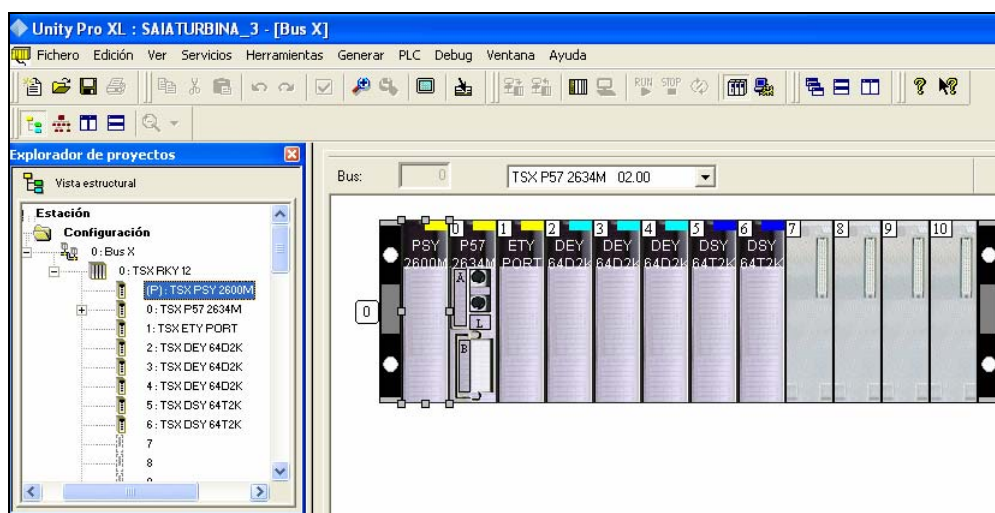 Unity Pro XL : SAIATURBINA_3 - [Bus X]
Fichero Edición Ver Servicios Herramientas Generar PLC Debug Ventana Ayuda
RUN STOP
Explorador de proyectos
Vista estructural
Estación
Configuración
0 : Bus X
0 : TSX RKY 12
(P) : TSX PSY 2600M
0 : TSX P57 2634M
1 : TSX ETY PORT
2 : TSX DEY 64D2K
3 : TSX DEY 64D2K
4 : TSX DEY 64D2K
5 : TSX DSY 64T2K
6 : TSX DSY 64T2K
7
8
Bus: 0 TSX P57 2634M 02.00
0 1 2 3 4 5 6 7 8 9 10
PSY P57 ETY DEY DEY DEY DSY DSY
2600M 2634M PORT 64D2K 64D2K 64D2K 64T2K 64T2K
A
0
L
B